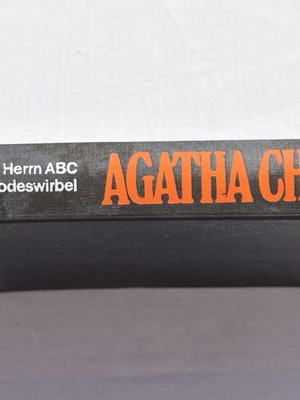 Herrn ABC
odeswirbel
AGATHA CH